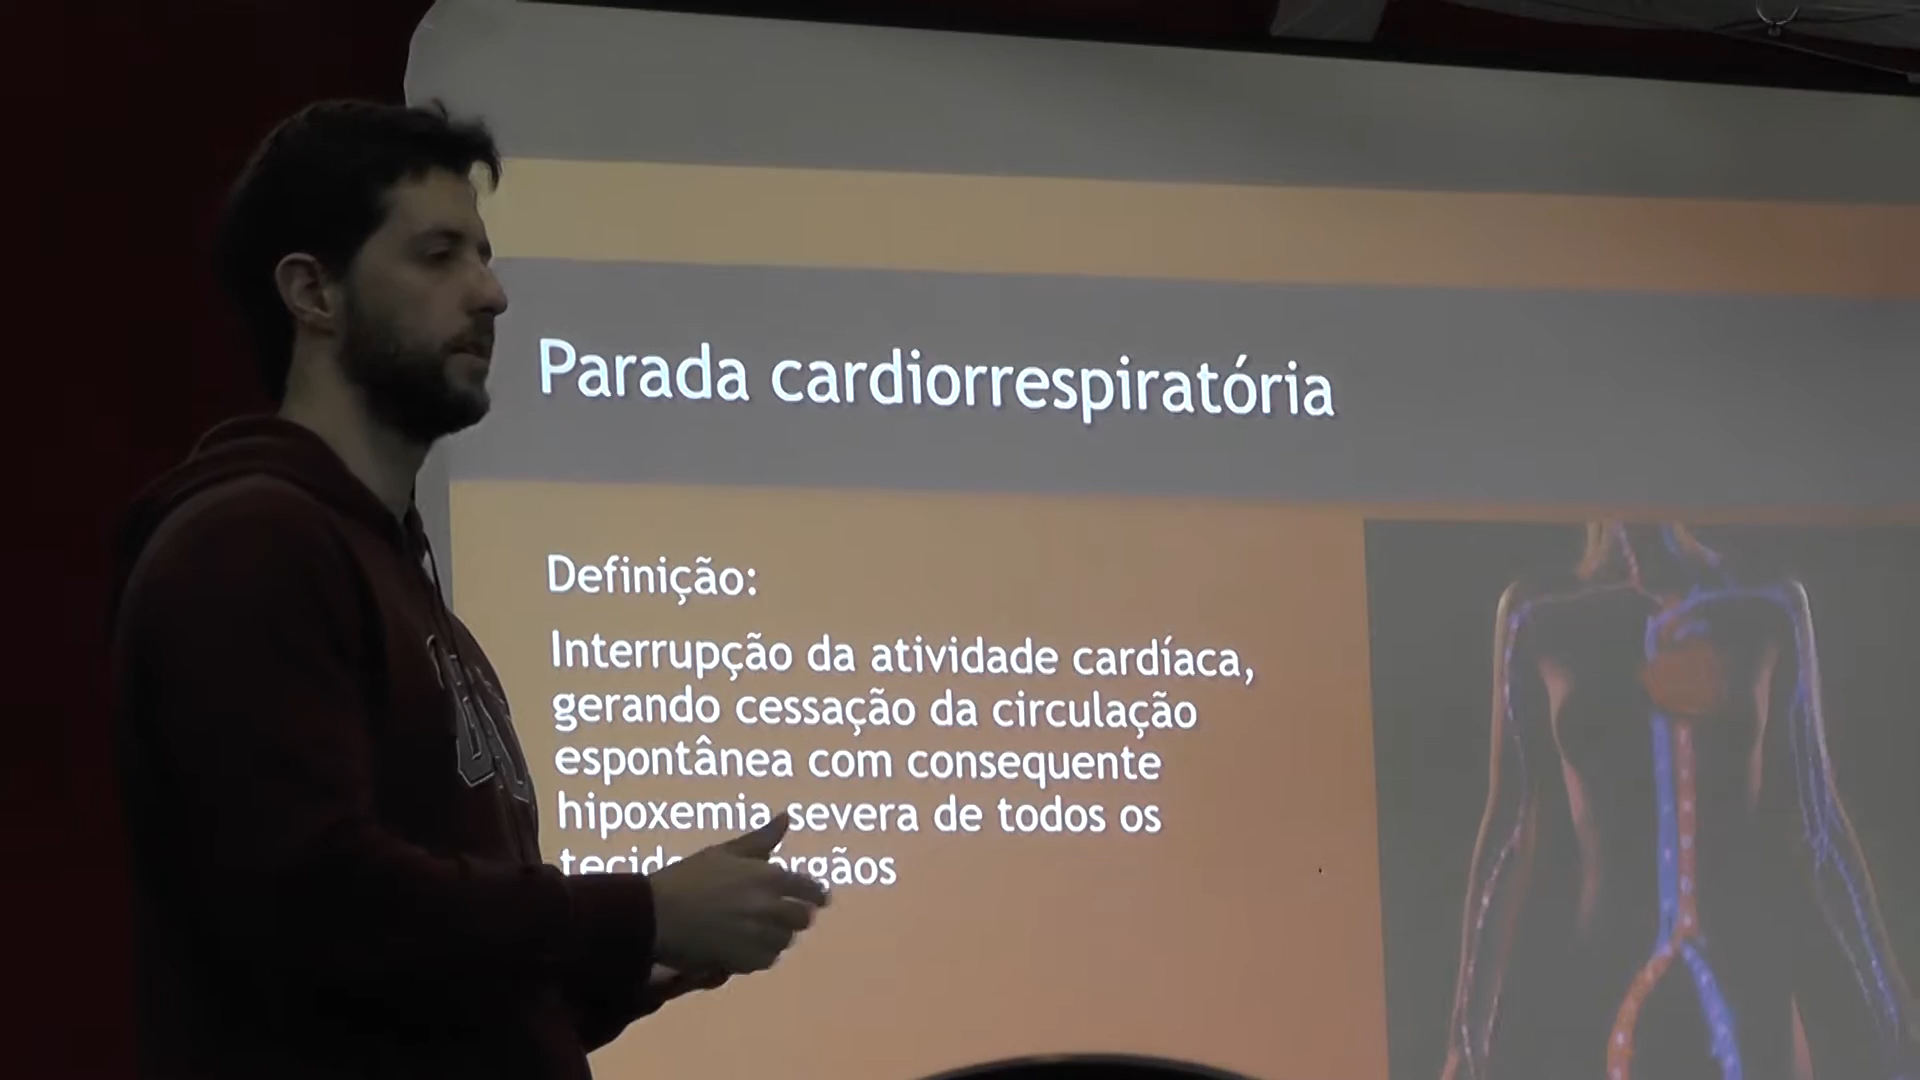 Parada cardiorrespiratória
Definição:
Interrupção da atividade cardíaca,
gerando cessação da circulação
espontânea com consequente
hipoxemia severa de todos os
órgãos